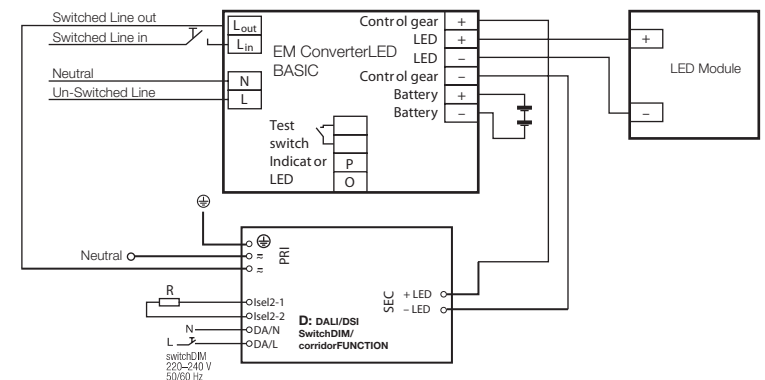 Switched Line out
Switched Line in
Neutral
Un-Switched Line
Lout
Lin
N
L
EM ConverterLED
BASIC
Test
switch
Indicator
LED
P
O
Control gear +
LED +
LED –
Control gear –
Battery +
Battery –
+
–
LED Module
Neutral
≂
≂
PRI
R
Isel2-1
Isel2-2
N
DA/N
L
DA/L
switchDIM
220–240 V
50/60 Hz
D: DALI/DSI
SwitchDIM/
corridorFUNCTION
SEC
+ LED
– LED